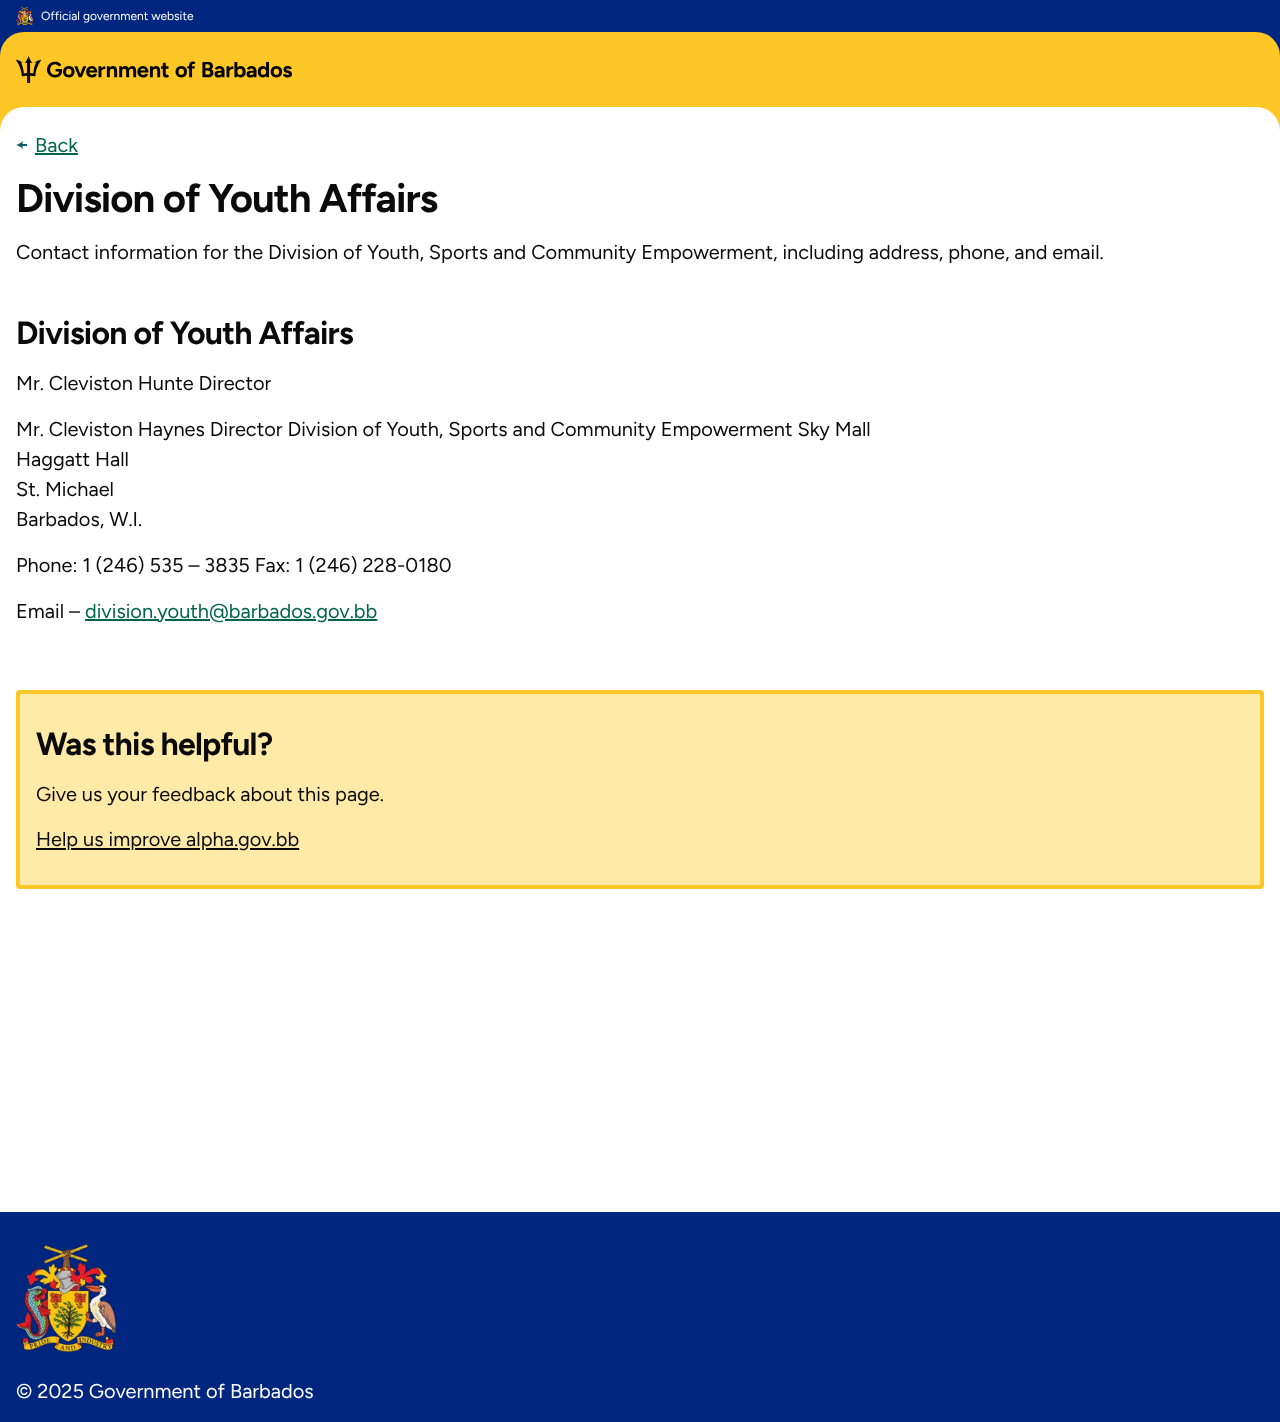 Official government website
Government of Barbados
Back
Division of Youth Affairs
Contact information for the Division of Youth, Sports and Community Empowerment, including address, phone, and email.
Division of Youth Affairs
Mr. Cleviston Hunte Director
Mr. Cleviston Haynes Director Division of Youth, Sports and Community Empowerment Sky Mall
Haggatt Hall
St. Michael
Barbados, W.I.
Phone: 1 (246) 535 – 3835 Fax: 1 (246) 228-0180
Email – division.youth@barbados.gov.bb
Was this helpful?
Give us your feedback about this page.
Help us improve alpha.gov.bb
PRIDE AND INDUSTRY
© 2025 Government of Barbados